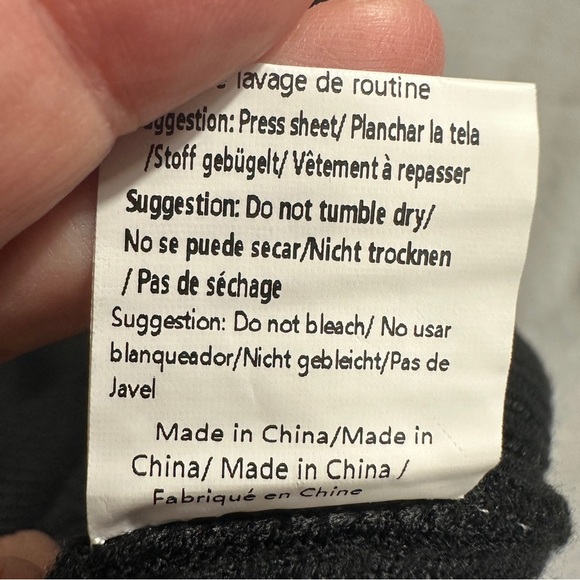 lavage de routine
Suggestion: Press sheet/ Planchar la tela
/Stoff gebügelt/ Vêtement à repasser
Suggestion: Do not tumble dry/
No se puede secar/Nicht trocknen
/ Pas de séchage
Suggestion: Do not bleach/ No usar
blanqueador/Nicht gebleicht/Pas de
Javel
Made in China/Made in
China/ Made in China /
Fabriqué en Chine